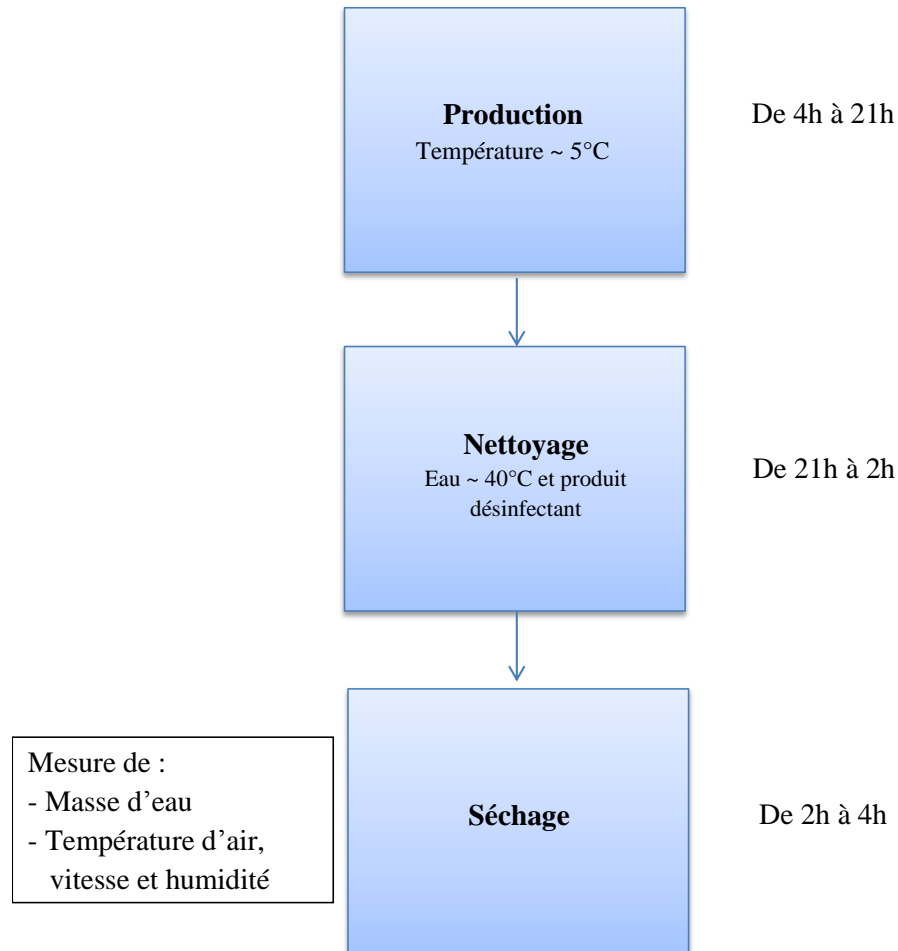 Production
Température ~ 5°C
De 4h à 21h
Nettoyage
Eau ~ 40°C et produit
désinfectant
De 21h à 2h
Mesure de :
- Masse d'eau
- Température d'air,
vitesse et humidité
Séchage
De 2h à 4h